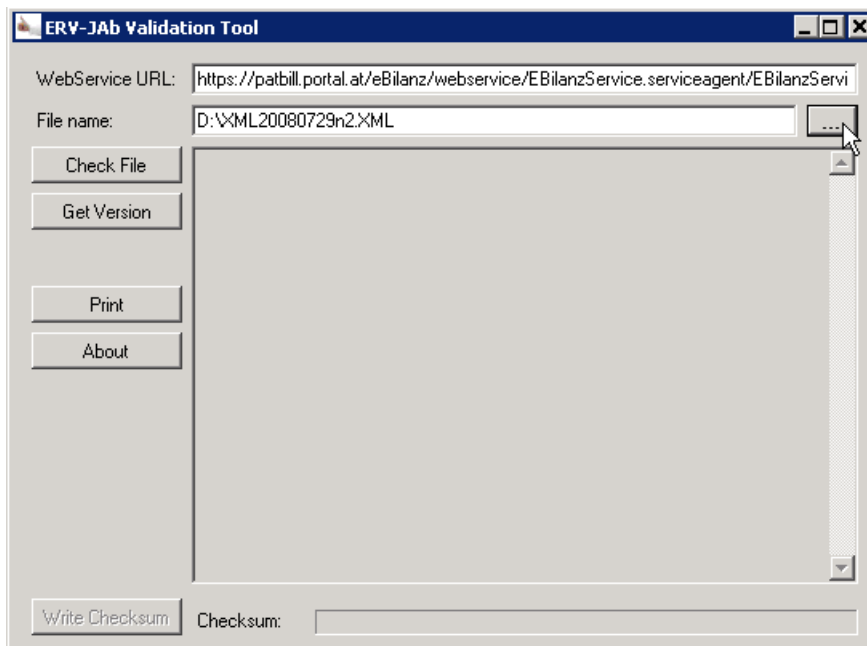 ERV-JAb Validation Tool
WebService URL: https://patbill.portal.at/eBilanz/webservice/EBilanzService.serviceagent/EBilanzServi
File name: D:\XML20080729n2.XML ...
Check File
Get Version
Print
About
Write Checksum Checksum: